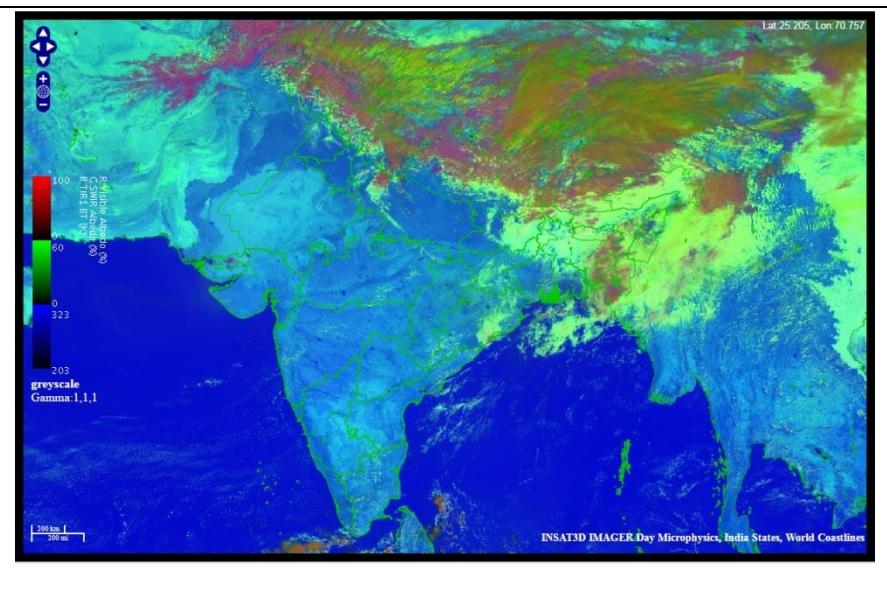 Lat:25.205, Lon:70.757
+
−
R:Visible Albedo (%)
G:SWIR Albedo (%)
B:TIR1 BT (K)
100
60
0
323
203
greyscale
Gamma:1,1,1
200 km
200 mi
INSAT3D IMAGER Day Microphysics, India States, World Coastlines